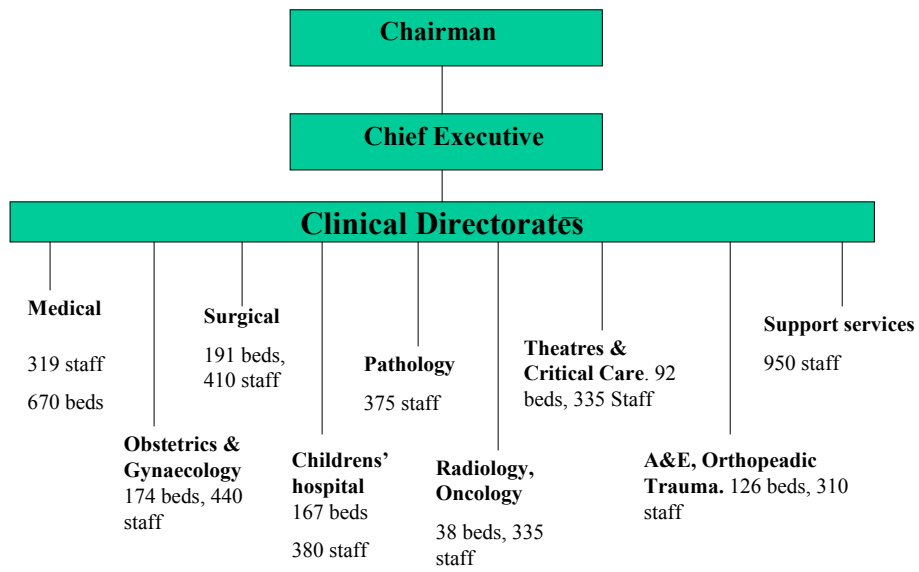 Chairman
Chief Executive
Clinical Directorates
Medical
319 staff
670 beds
Obstetrics &
Gynaecology
174 beds, 440
staff
Surgical
191 beds,
410 staff
Childrens’
hospital
167 beds
380 staff
Pathology
375 staff
Radiology,
Oncology
38 beds, 335
staff
Theatres &
Critical Care. 92
beds, 335 Staff
A&E, Orthopeadic
Trauma. 126 beds, 310
staff
Support services
950 staff